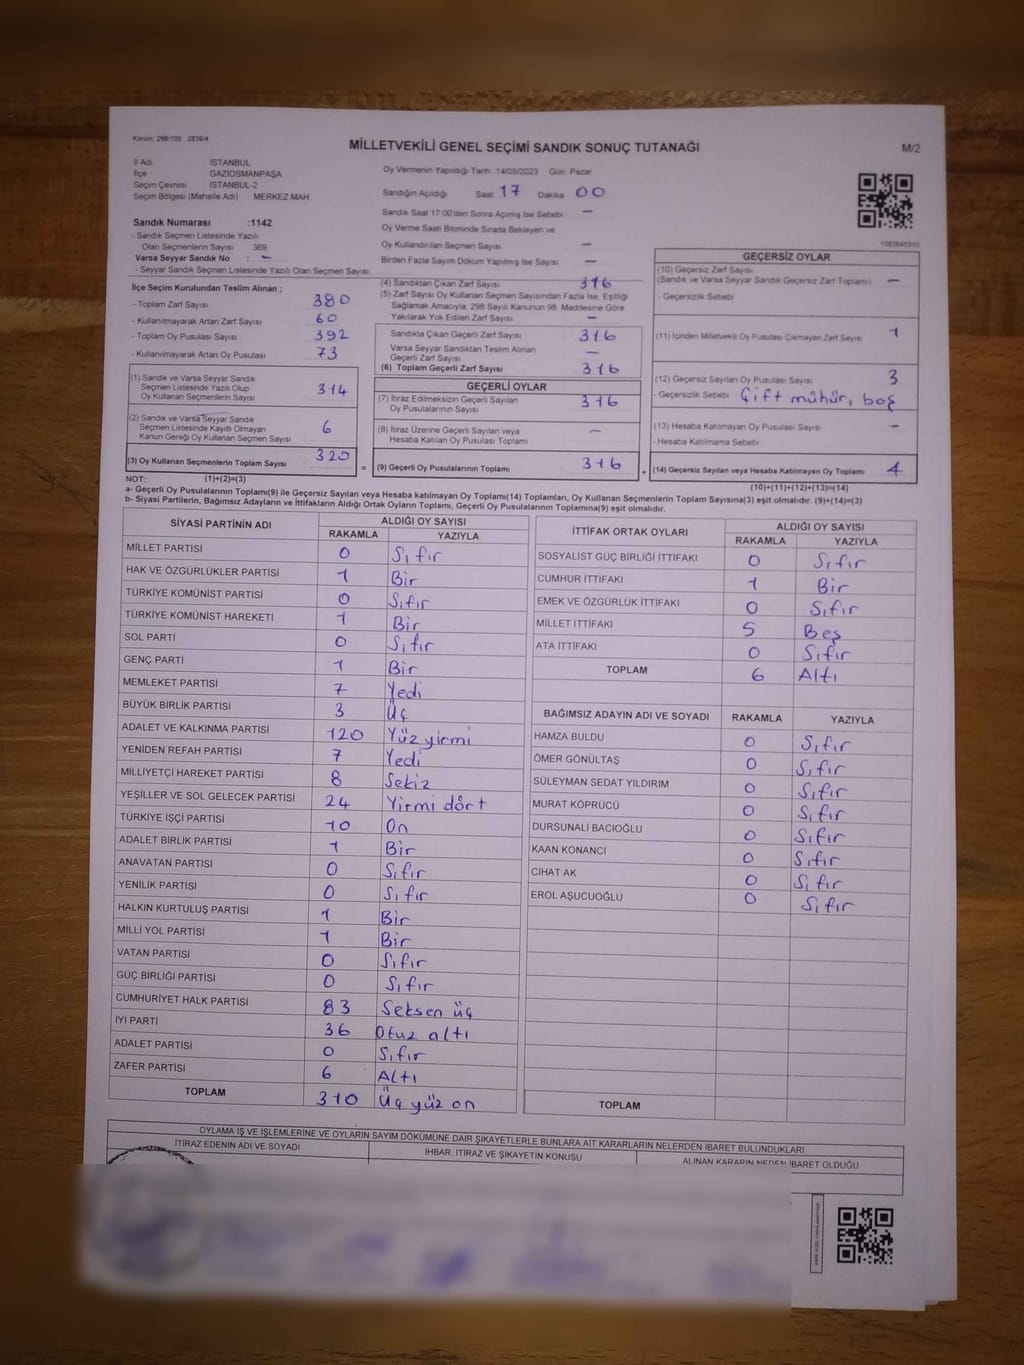 Kanun: 298/105 , 2839/4
MİLLETVEKİLİ GENEL SEÇİMİ SANDIK SONUÇ TUTANAĞI
M/2
İl Adı İSTANBUL
İlçe GAZİOSMANPAŞA
Seçim Çevresi İSTANBUL-2
Seçim Bölgesi (Mahalle Adı) MERKEZ MAH.
Sandık Numarası :1142
- Sandık Seçmen Listesinde Yazılı
Olan Seçmenlerin Sayısı 369
Varsa Seyyar Sandık No : –
- Seyyar Sandık Seçmen Listesinde Yazılı Olan Seçmen Sayısı:
Oy Vermenin Yapıldığı Tarih 14/05/2023 Gün Pazar
Sandığın Açıldığı Saat 17 Dakika 00
Sandık Saat 17:00'den Sonra Açımış İse Sebebi –
Oy Verme Saati Bitiminde Sırada Bekleyen ve
Oy Kullandırılan Seçmen Sayısı –
Birden Fazla Sayım Döküm Yapılmış İse Sayısı –
İlçe Seçim Kurulundan Teslim Alınan ;
- Toplam Zarf Sayısı 380
- Kullanılmayarak Artan Zarf Sayısı 60
- Toplam Oy Pusulası Sayısı 392
- Kullanılmayarak Artan Oy Pusulası 73
(1) Sandık ve Varsa Seyyar Sandık
Seçmen Listesinde Yazılı Olup
Oy Kullanan Seçmenlerin Sayısı 314
(2) Sandık ve Varsa Seyyar Sandık
Seçmen Listesinde Kayıtlı Olmayan
Kanun Gereği Oy Kullanan Seçmen Sayısı 6
(3) Oy Kullanan Seçmenlerin Toplam Sayısı 320
(4) Sandıktan Çıkan Zarf Sayısı 316
(5) Zarf Sayısı Oy Kullanan Seçmen Sayısından Fazla İse, Eşitliği
Sağlamak Amacıyla; 298 Sayılı Kanunun 98. Maddesine Göre
Yakılarak Yok Edilen Zarf Sayısı –
Sandıkta Çıkan Geçerli Zarf Sayısı 316
Varsa Seyyar Sandıktan Teslim Alınan
Geçerli Zarf Sayısı –
(6) Toplam Geçerli Zarf Sayısı 316
GEÇERLİ OYLAR
(7) İtiraz Edilmeksizin Geçerli Sayılan
Oy Pusulalarının Sayısı 316
(8) İtiraz Üzerine Geçerli Sayılan veya
Hesaba Katılan Oy Pusulası Toplamı –
= (9) Geçerli Oy Pusulalarının Toplamı 316
GEÇERSİZ OYLAR
(10) Geçersiz Zarf Sayısı
(Sandık ve Varsa Seyyar Sandık Geçersiz Zarf Toplamı) –
- Geçersizlik Sebebi
(11) İçinden Milletvekili Oy Pusulası Çıkmayan Zarf Sayısı 1
(12) Geçersiz Sayılan Oy Pusulası Sayısı 3
- Geçersizlik Sebebi Çift mühür, boş
(13) Hesaba Katılmayan Oy Pusulası Sayısı –
- Hesaba Katılmama Sebebi
+ (14) Geçersiz Sayılan veya Hesaba Katılmayan Oy Toplamı 4
NOT: (1)+(2)=(3)
(10)+(11)+(12)+(13)=(14)
a- Geçerli Oy Pusulalarının Toplamı(9) ile Geçersiz Sayılan veya Hesaba katılmayan Oy Toplamı(14) Toplamları, Oy Kullanan Seçmenlerin Toplam Sayısına(3) eşit olmalıdır. (9)+(14)=(3)
b- Siyasi Partilerin, Bağımsız Adayların ve İttifakların Aldığı Ortak Oyların Toplamı, Geçerli Oy Pusulalarının Toplamına(9) eşit olmalıdır.
SİYASİ PARTİNİN ADI ALDIĞI OY SAYISI
RAKAMLA YAZIYLA
MİLLET PARTİSİ 0 Sıfır
HAK VE ÖZGÜRLÜKLER PARTİSİ 1 Bir
TÜRKİYE KOMÜNİST PARTİSİ 0 Sıfır
TÜRKİYE KOMÜNİST HAREKETİ 1 Bir
SOL PARTİ 0 Sıfır
GENÇ PARTİ 1 Bir
MEMLEKET PARTİSİ 7 Yedi
BÜYÜK BİRLİK PARTİSİ 3 Üç
ADALET VE KALKINMA PARTİSİ 120 Yüz yirmi
YENİDEN REFAH PARTİSİ 7 Yedi
MİLLİYETÇİ HAREKET PARTİSİ 8 Sekiz
YEŞİLLER VE SOL GELECEK PARTİSİ 24 Yirmi dört
TÜRKİYE İŞÇİ PARTİSİ 10 On
ADALET BİRLİK PARTİSİ 1 Bir
ANAVATAN PARTİSİ 0 Sıfır
YENİLİK PARTİSİ 0 Sıfır
HALKIN KURTULUŞ PARTİSİ 1 Bir
MİLLİ YOL PARTİSİ 1 Bir
VATAN PARTİSİ 0 Sıfır
GÜÇ BİRLİĞİ PARTİSİ 0 Sıfır
CUMHURİYET HALK PARTİSİ 83 Seksen üç
İYİ PARTİ 36 Otuz altı
ADALET PARTİSİ 0 Sıfır
ZAFER PARTİSİ 6 Altı
TOPLAM 310 Üç yüz on
İTTİFAK ORTAK OYLARI ALDIĞI OY SAYISI
RAKAMLA YAZIYLA
SOSYALİST GÜÇ BİRLİĞİ İTTİFAKI 0 Sıfır
CUMHUR İTTİFAKI 1 Bir
EMEK VE ÖZGÜRLÜK İTTİFAKI 0 Sıfır
MİLLET İTTİFAKI 5 Beş
ATA İTTİFAKI 0 Sıfır
TOPLAM 6 Altı
BAĞIMSIZ ADAYIN ADI VE SOYADI RAKAMLA YAZIYLA
HAMZA BULDU 0 Sıfır
ÖMER GÖNÜLTAŞ 0 Sıfır
SÜLEYMAN SEDAT YILDIRIM 0 Sıfır
MURAT KÖPRÜCÜ 0 Sıfır
DURSUNALİ BACIOĞLU 0 Sıfır
KAAN KONANCI 0 Sıfır
CİHAT AK 0 Sıfır
EROL AŞUCUOĞLU 0 Sıfır
TOPLAM
OYLAMA İŞ VE İŞLEMLERİNE VE OYLARIN SAYIM DÖKÜMÜNE DAİR ŞİKAYETLERLE BUNLARA AİT KARARLARIN NELERDEN İBARET BULUNDUKLARI
İTİRAZ EDENİN ADI VE SOYADI İHBAR, İTİRAZ VE ŞİKAYETİN KONUSU ALINAN KARARIN NEDEN İBARET OLDUĞU